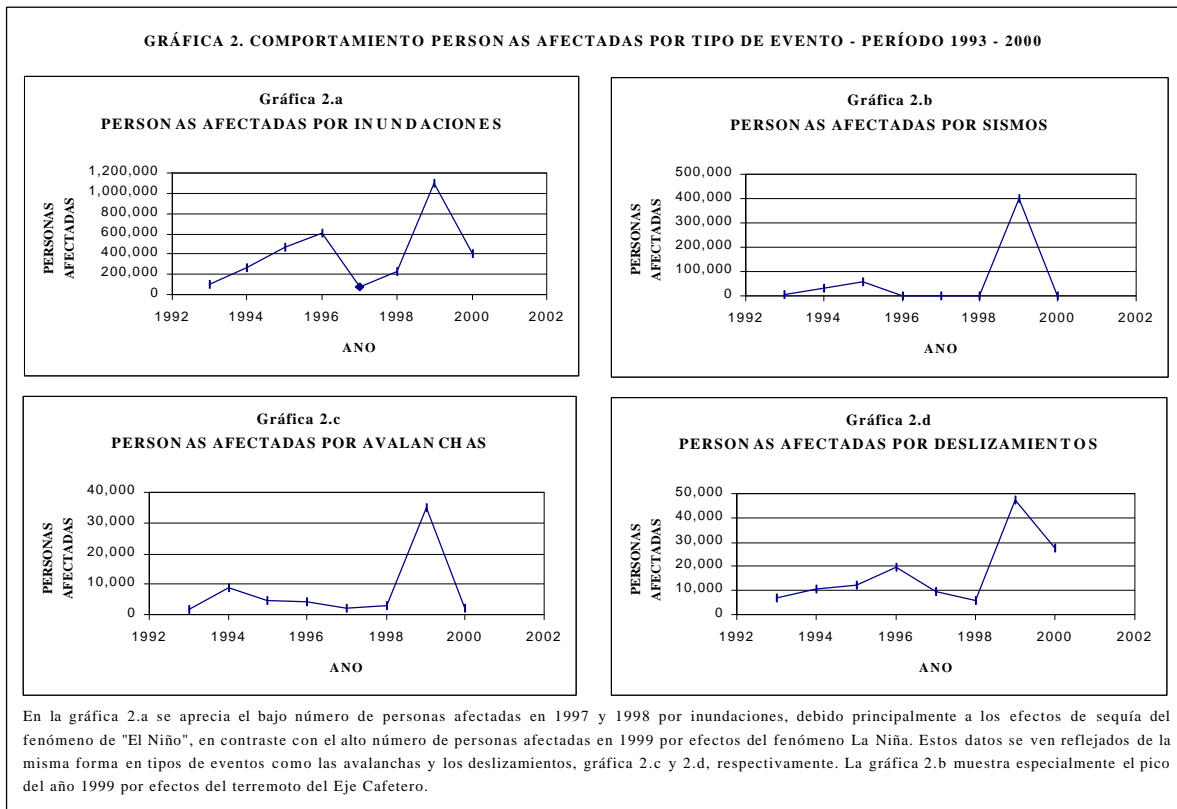 GRÁFICA 2. COMPORTAMIENTO PERSONAS AFECTADAS POR TIPO DE EVENTO - PERÍODO 1993 - 2000
Gráfica 2.a
PERSONAS AFECTADAS POR INUNDACIONES
PERSONAS
AFECTADAS
1,200,000
1,000,000
800,000
600,000
400,000
200,000
0
1992 1994 1996 1998 2000 2002
ANO
Gráfica 2.b
PERSONAS AFECTADAS POR SISMOS
PERSONAS
AFECTADAS
500,000
400,000
300,000
200,000
100,000
0
1992 1994 1996 1998 2000 2002
ANO
Gráfica 2.c
PERSONAS AFECTADAS POR AVALANCHAS
PERSONAS
AFECTADAS
40,000
30,000
20,000
10,000
0
1992 1994 1996 1998 2000 2002
ANO
Gráfica 2.d
PERSONAS AFECTADAS POR DESLIZAMIENTOS
PERSONAS
AFECTADAS
50,000
40,000
30,000
20,000
10,000
0
1992 1994 1996 1998 2000 2002
ANO
En la gráfica 2.a se aprecia el bajo número de personas afectadas en 1997 y 1998 por inundaciones, debido principalmente a los efectos de sequía del
fenómeno de "El Niño", en contraste con el alto número de personas afectadas en 1999 por efectos del fenómeno La Niña. Estos datos se ven reflejados de la
misma forma en tipos de eventos como las avalanchas y los deslizamientos, gráfica 2.c y 2.d, respectivamente. La gráfica 2.b muestra especialmente el pico
del año 1999 por efectos del terremoto del Eje Cafetero.